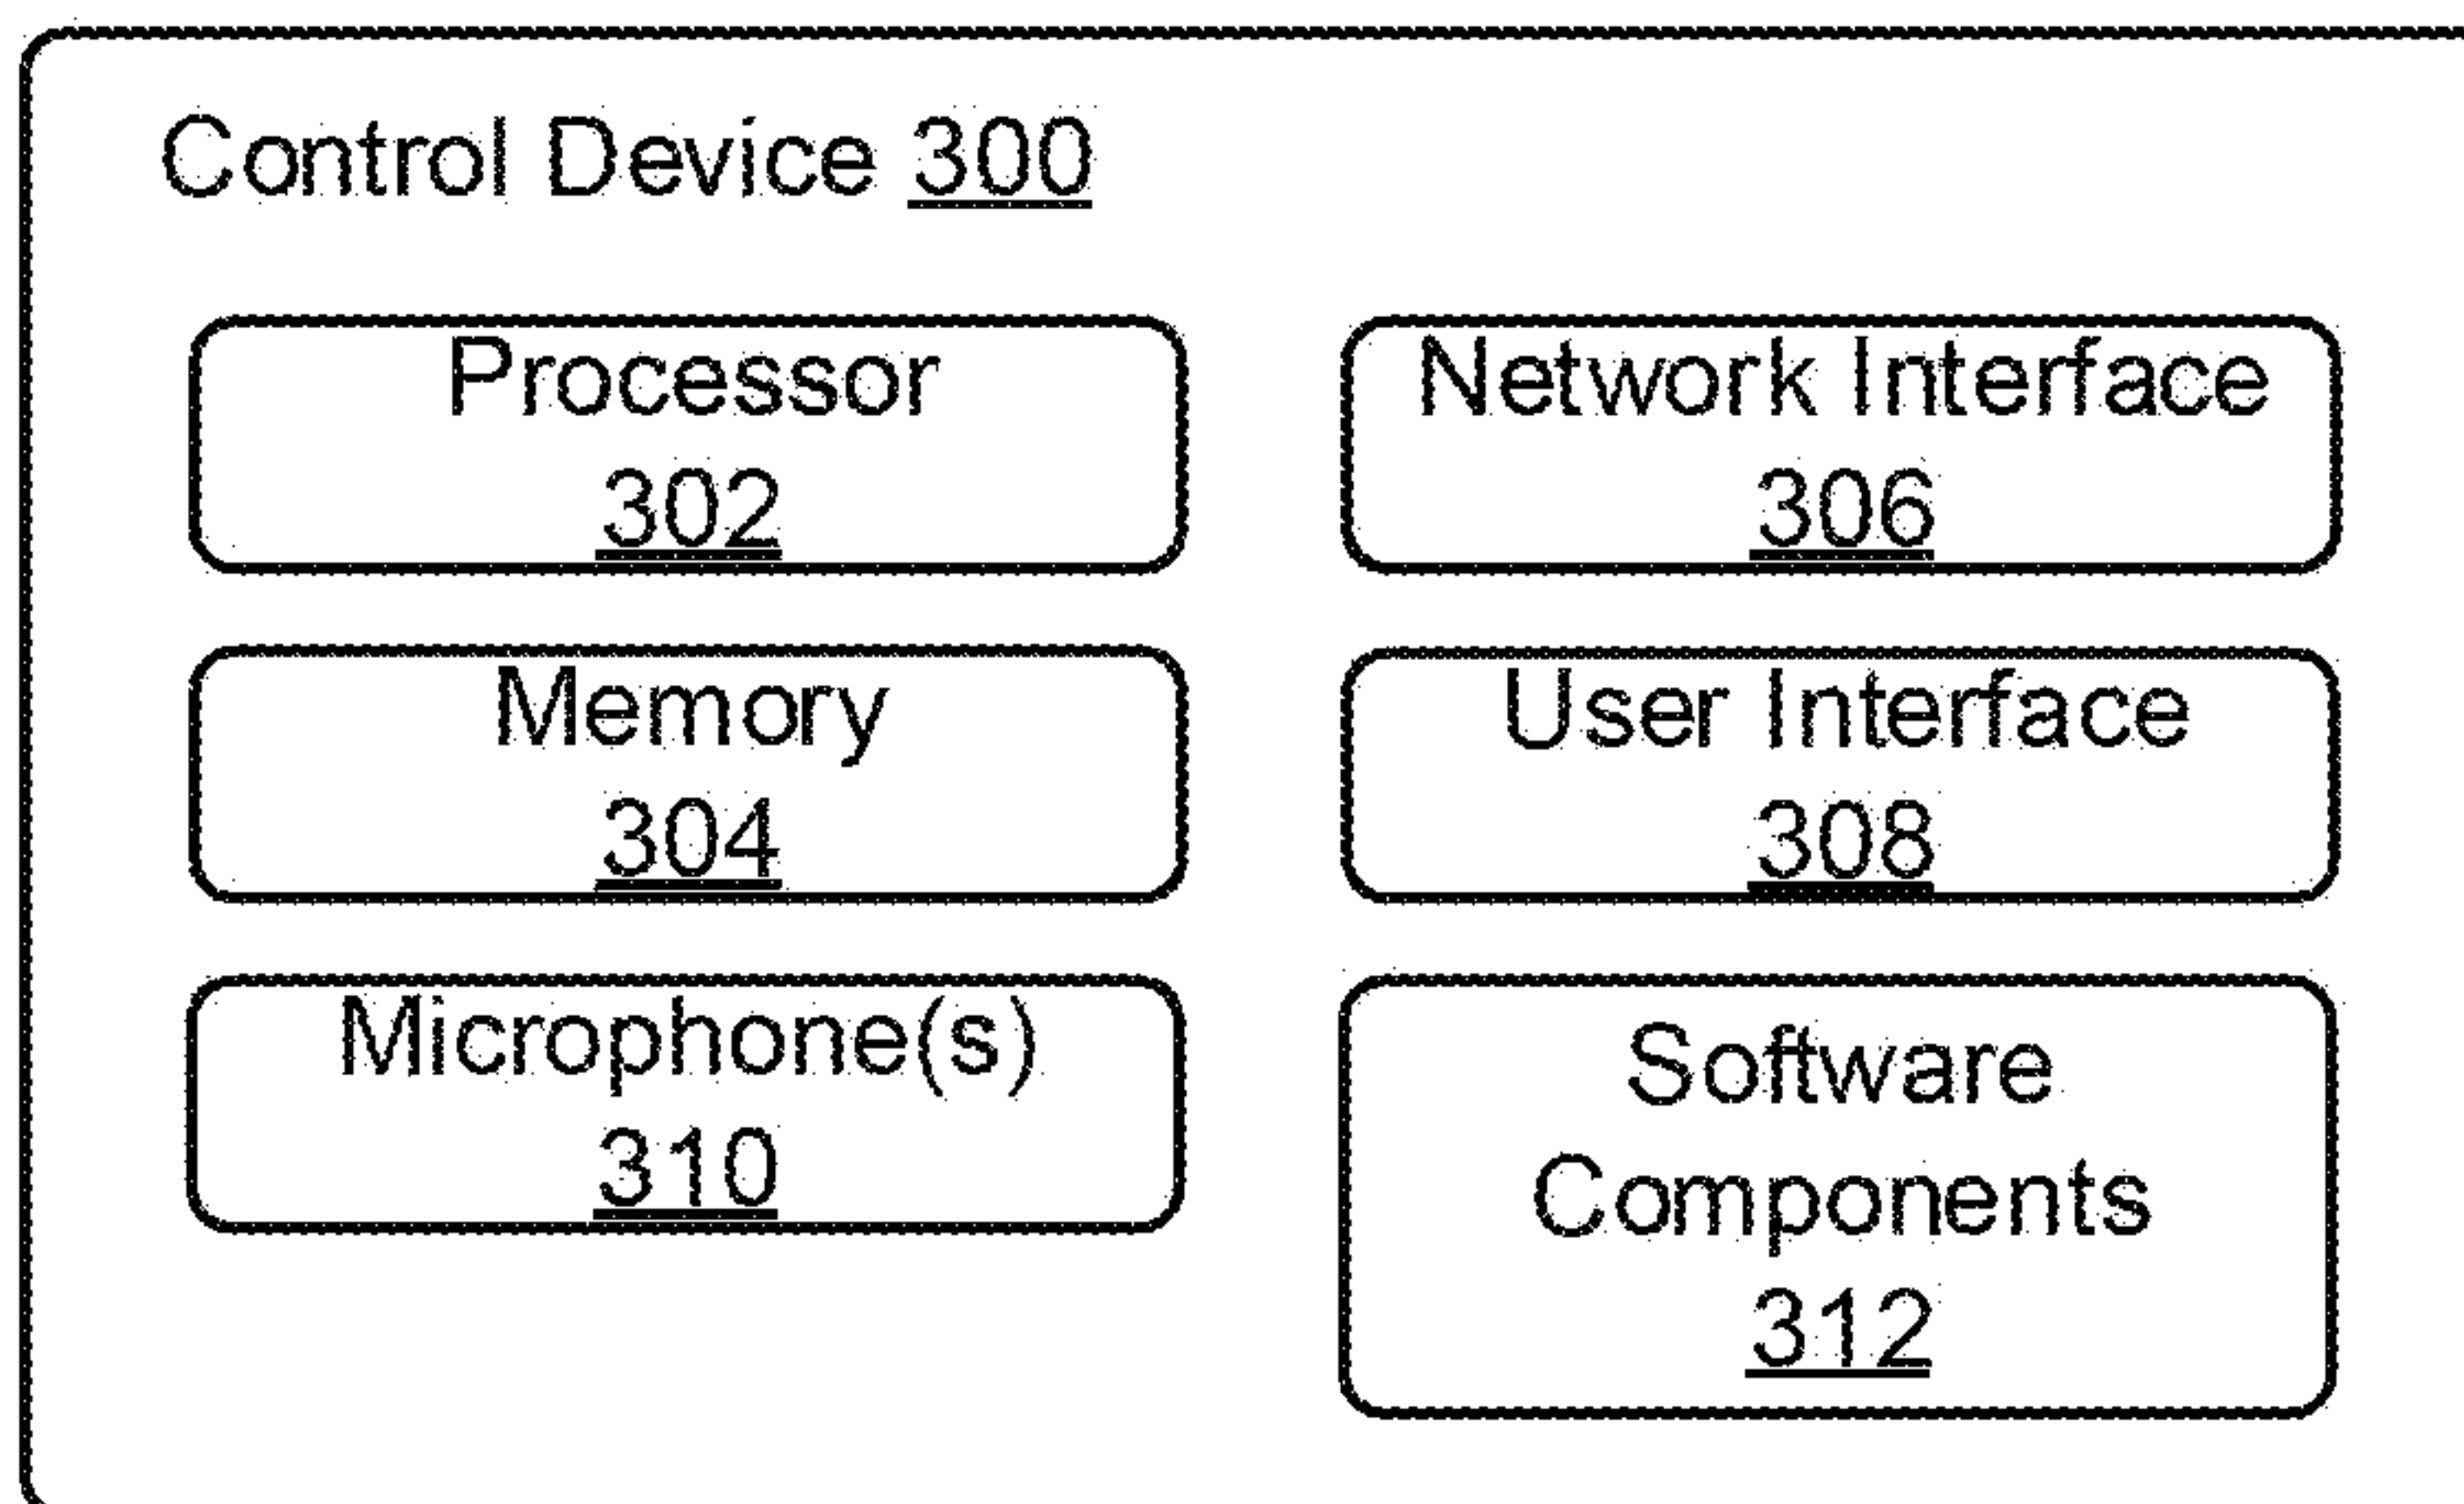 Control Device 300
Processor
302
Network Interface
306
Memory
304
User Interface
308
Microphone(s)
310
Software
Components
312